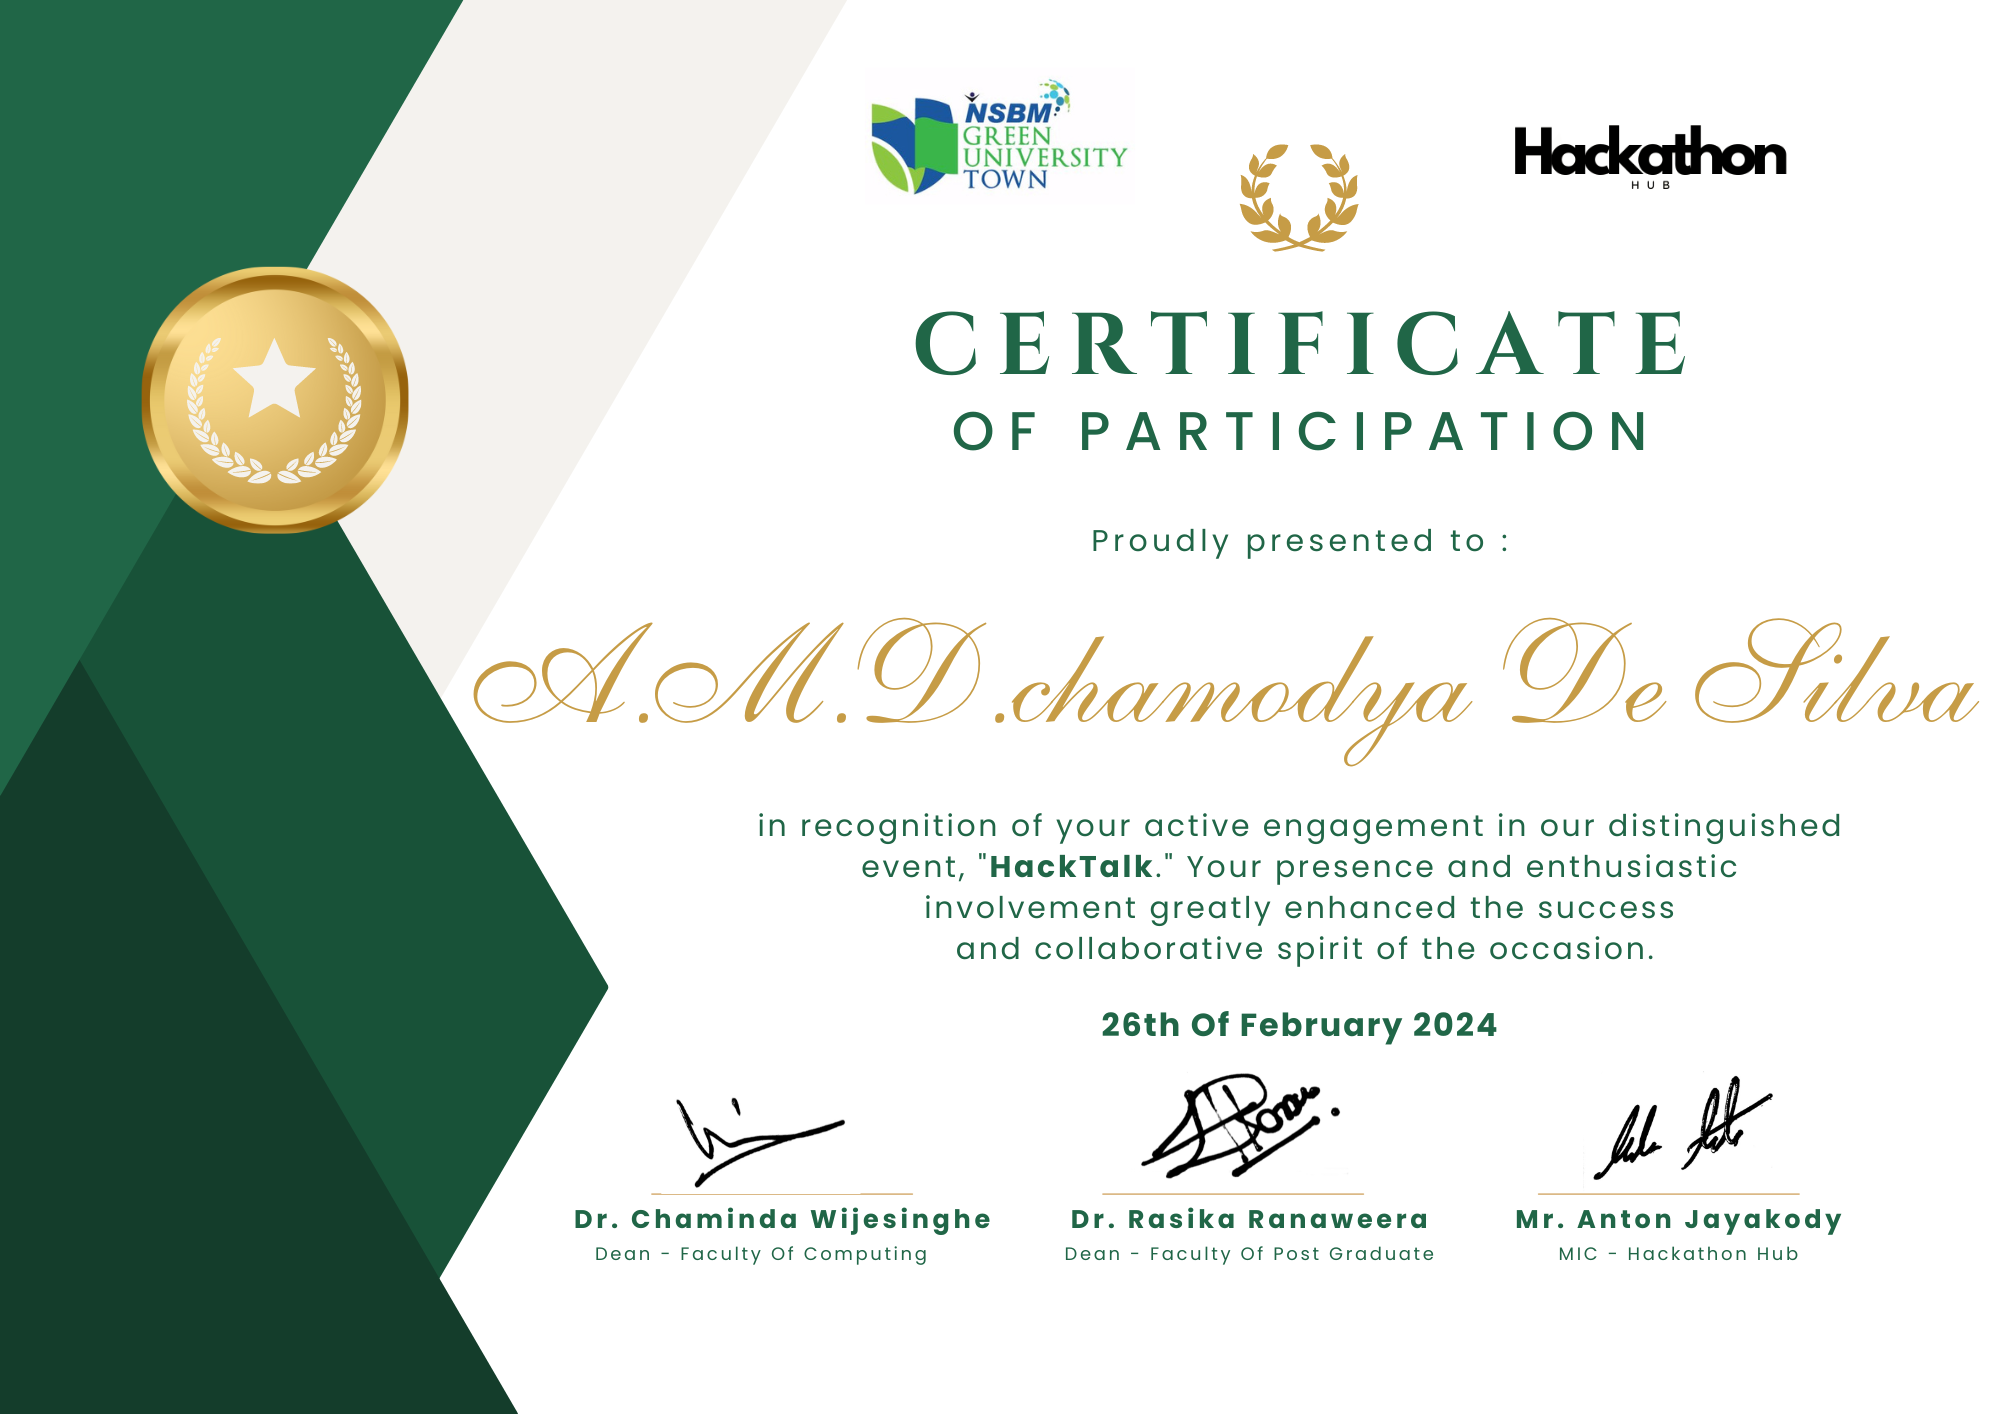 NSBM
GREEN
UNIVERSITY
TOWN
Hackathon
HUB
CERTIFICATE
OF PARTICIPATION
Proudly presented to :
A.M.D.chamodya De Silva
in recognition of your active engagement in our distinguished
event, "HackTalk." Your presence and enthusiastic
involvement greatly enhanced the success
and collaborative spirit of the occasion.
26th Of February 2024
Dr. Chaminda Wijesinghe
Dean - Faculty Of Computing
Dr. Rasika Ranaweera
Dean - Faculty Of Post Graduate
Mr. Anton Jayakody
MIC - Hackathon Hub